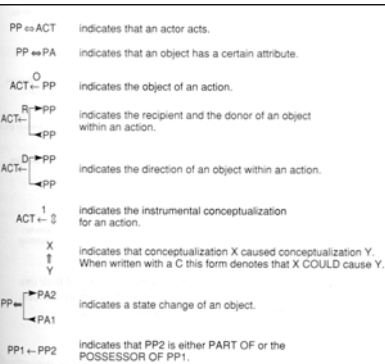 PP ⇔ ACT indicates that an actor acts.
PP ⇔ PA indicates that an object has a certain attribute.
O
ACT ← PP indicates the object of an action.
R PP
ACT ← indicates the recipient and the donor of an object
within an action.
PP
D PP
ACT ← indicates the direction of an object within an action.
PP
1
ACT ← ⇕ indicates the instrumental conceptualization
for an action.
X
⇑ indicates that conceptualization X caused conceptualization Y.
Y When written with a C this form denotes that X COULD cause Y.
PA2
PP ← indicates a state change of an object.
PA1
PP1 ← PP2 indicates that PP2 is either PART OF or the
POSSESSOR OF PP1.